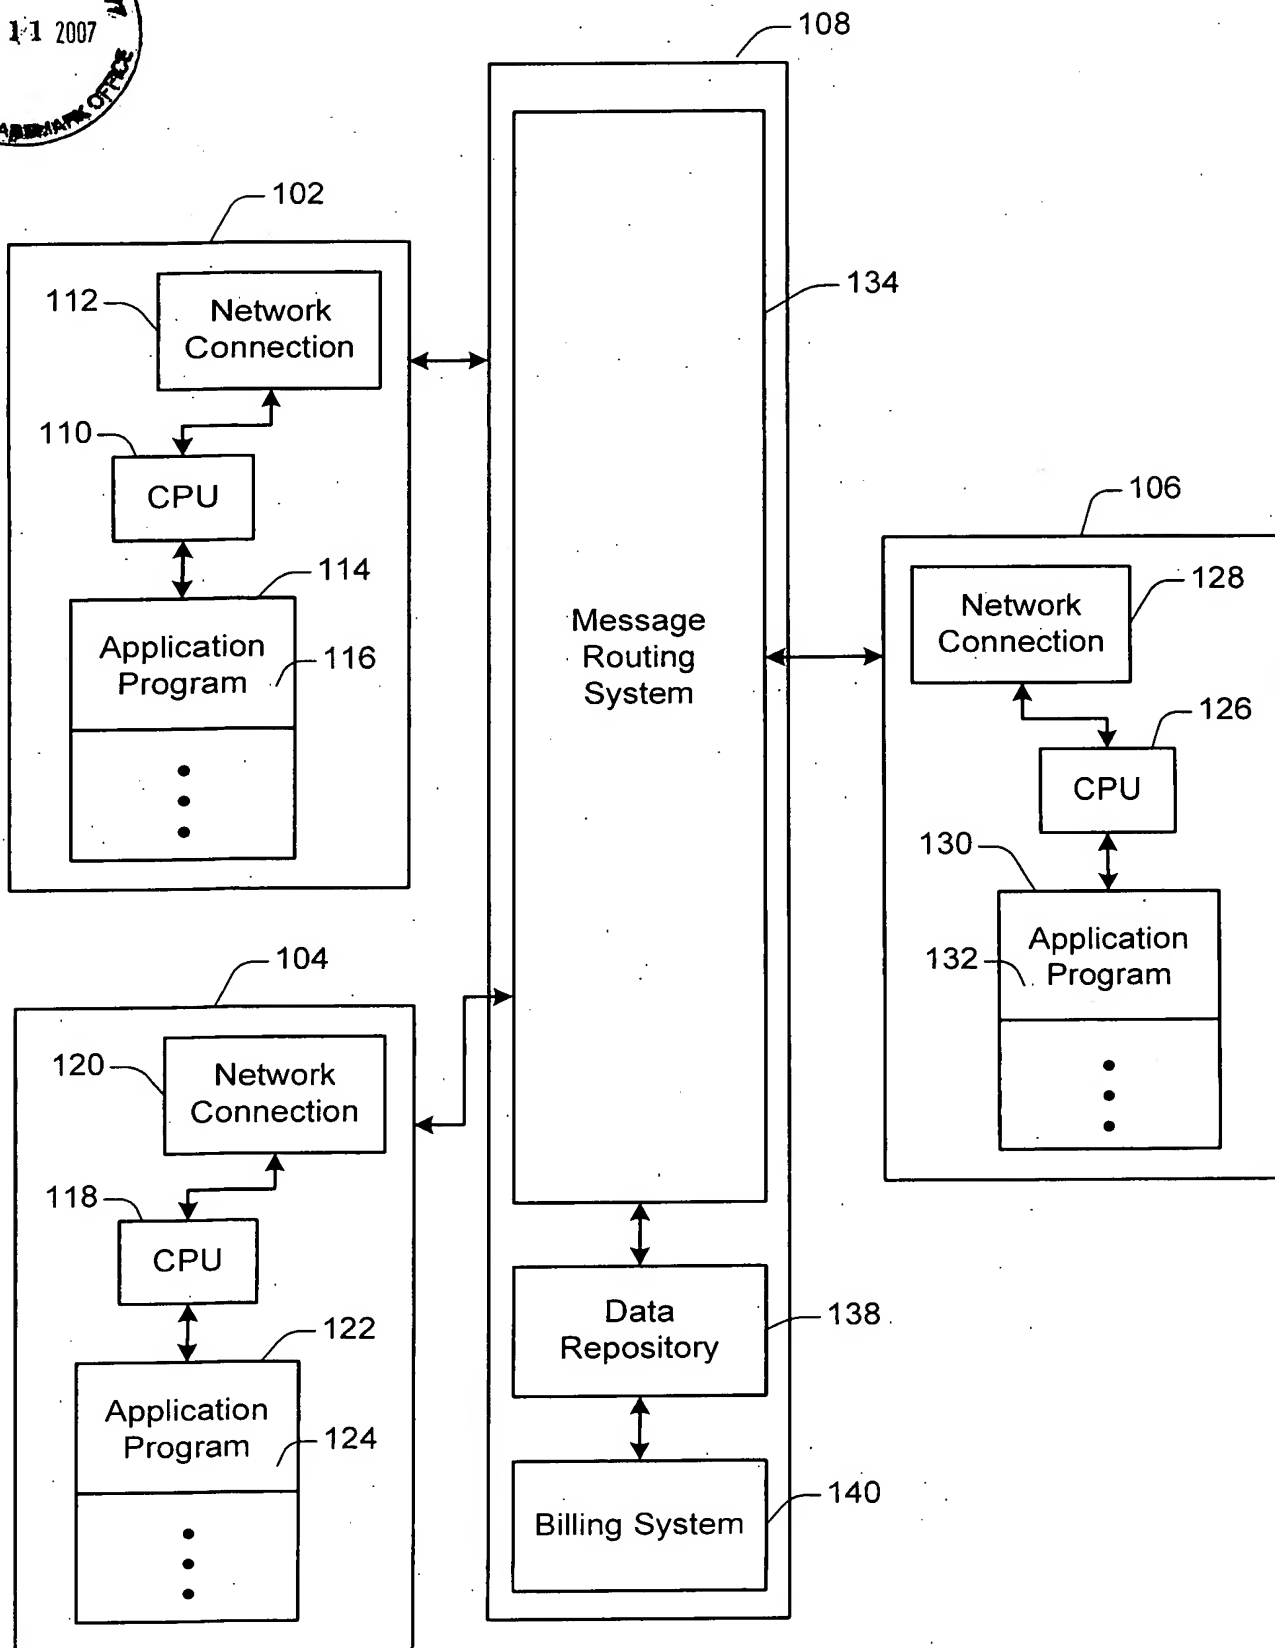 11 2007
108
102
112
Network
Connection
134
110
CPU
114
Application
Program
116
Message
Routing
System
106
128
Network
Connection
126
CPU
130
Application
Program
132
104
120
Network
Connection
118
CPU
122
Application
Program
124
Data
Repository
138
Billing System
140